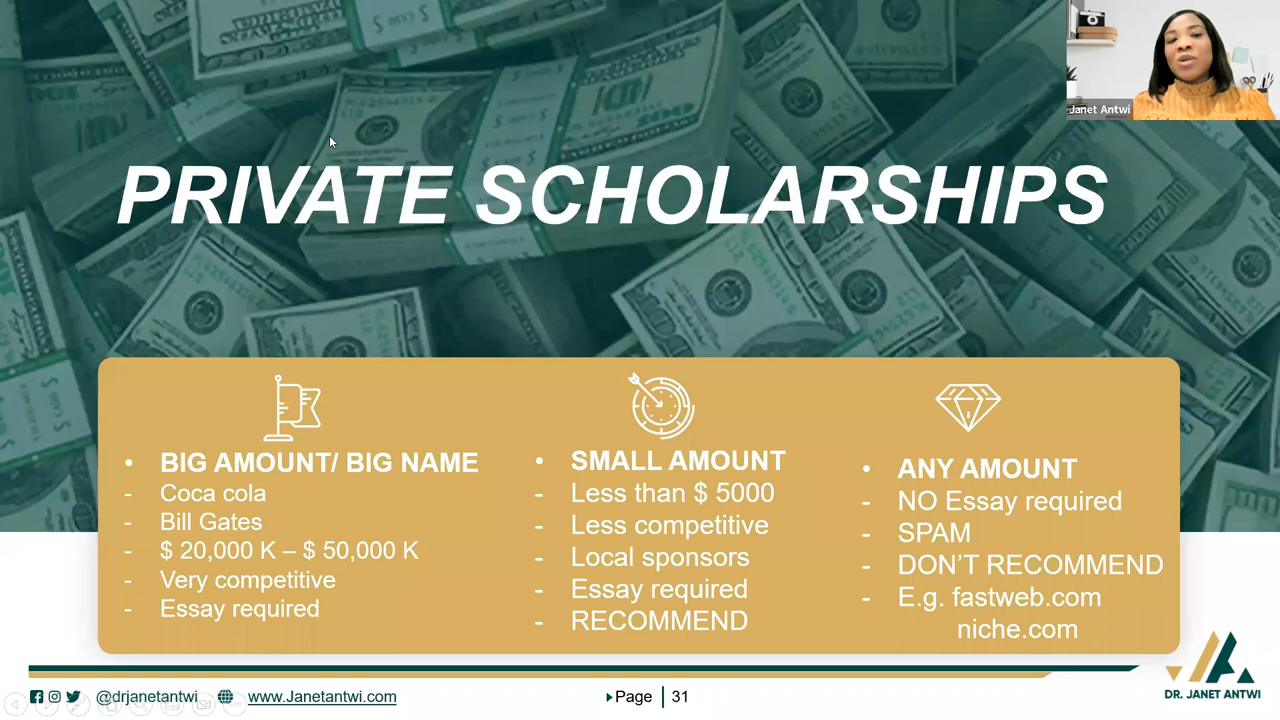 Janet Antwi
PRIVATE SCHOLARSHIPS
• BIG AMOUNT/ BIG NAME
- Coca cola
- Bill Gates
- $ 20,000 K – $ 50,000 K
- Very competitive
- Essay required
• SMALL AMOUNT
- Less than $ 5000
- Less competitive
- Local sponsors
- Essay required
- RECOMMEND
• ANY AMOUNT
- NO Essay required
- SPAM
- DON'T RECOMMEND
- E.g. fastweb.com
niche.com
@drjanetantwi
www.Janetantwi.com
Page
31
DR. JANET ANTWI